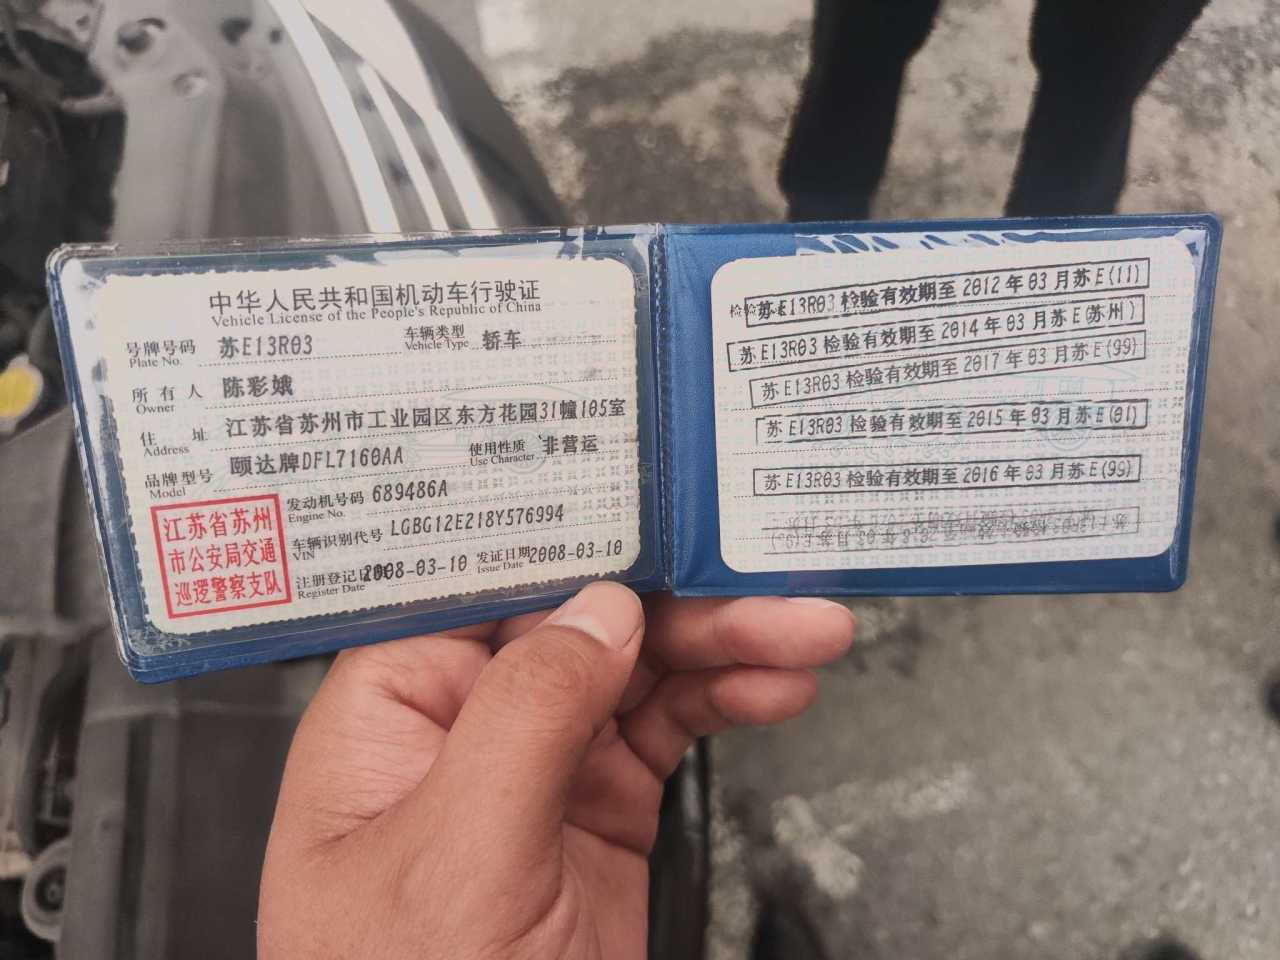 中华人民共和国机动车行驶证
Vehicle License of the People's Republic of China
号牌号码 苏E13R03 车辆类型 轿车
Plate No. Vehicle Type
所有人 陈彩娥
Owner
住址 江苏省苏州市工业园区东方花园31幢105室
Address
品牌型号 颐达牌DFL7160AA 使用性质 非营运
Model Use Character
发动机号码 689486A
Engine No.
车辆识别代号 LGBG12E218Y576994
VIN
注册登记日期 2008-03-10 发证日期 2008-03-10
Register Date Issue Date
江苏省苏州
市公安局交通
巡逻警察支队
检验
苏E13R03 检验有效期至 2012年03月苏E(11)
苏E13R03 检验有效期至 2014年03月苏E(苏州)
苏E13R03 检验有效期至 2017年03月苏E(99)
苏E13R03 检验有效期至 2015年03月苏E(01)
苏E13R03 检验有效期至 2016年03月苏E(99)